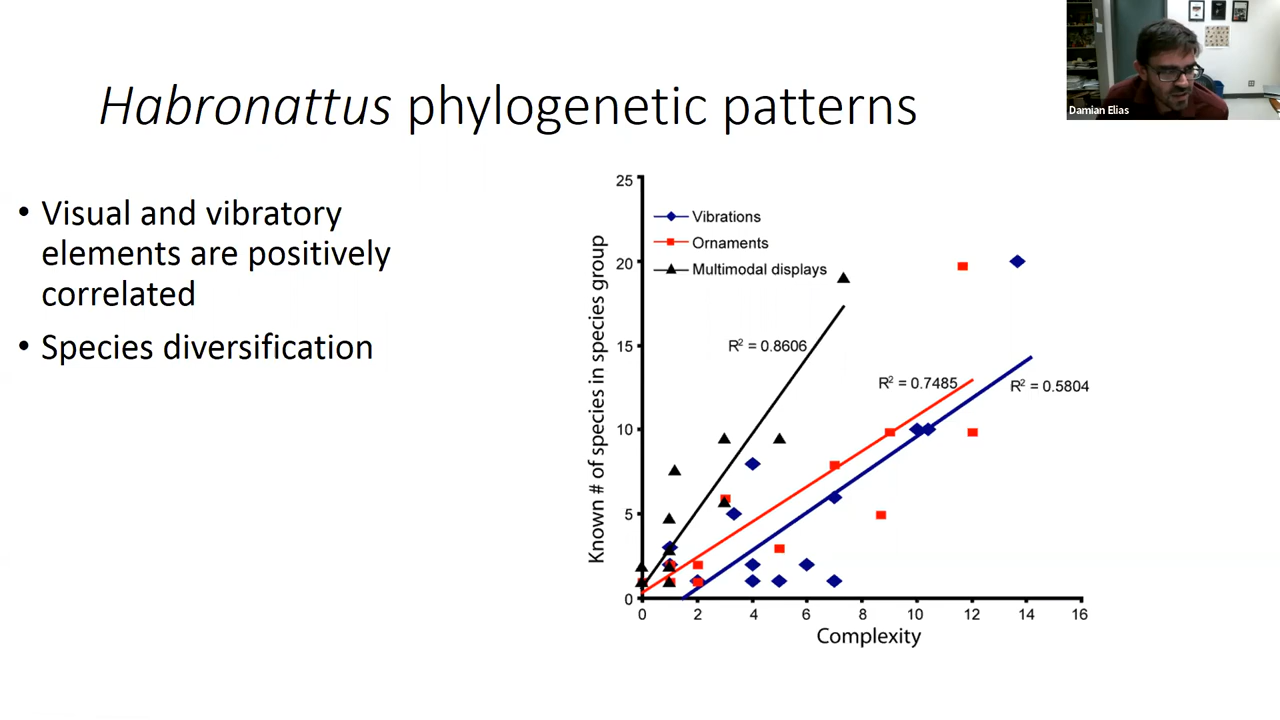 Damian Elias
Habronattus phylogenetic patterns
• Visual and vibratory
elements are positively
correlated
• Species diversification
Known # of species in species group
25
20
15
10
5
0
Vibrations
Ornaments
Multimodal displays
R² = 0.8606
R² = 0.7485
R² = 0.5804
0 2 4 6 8 10 12 14 16
Complexity